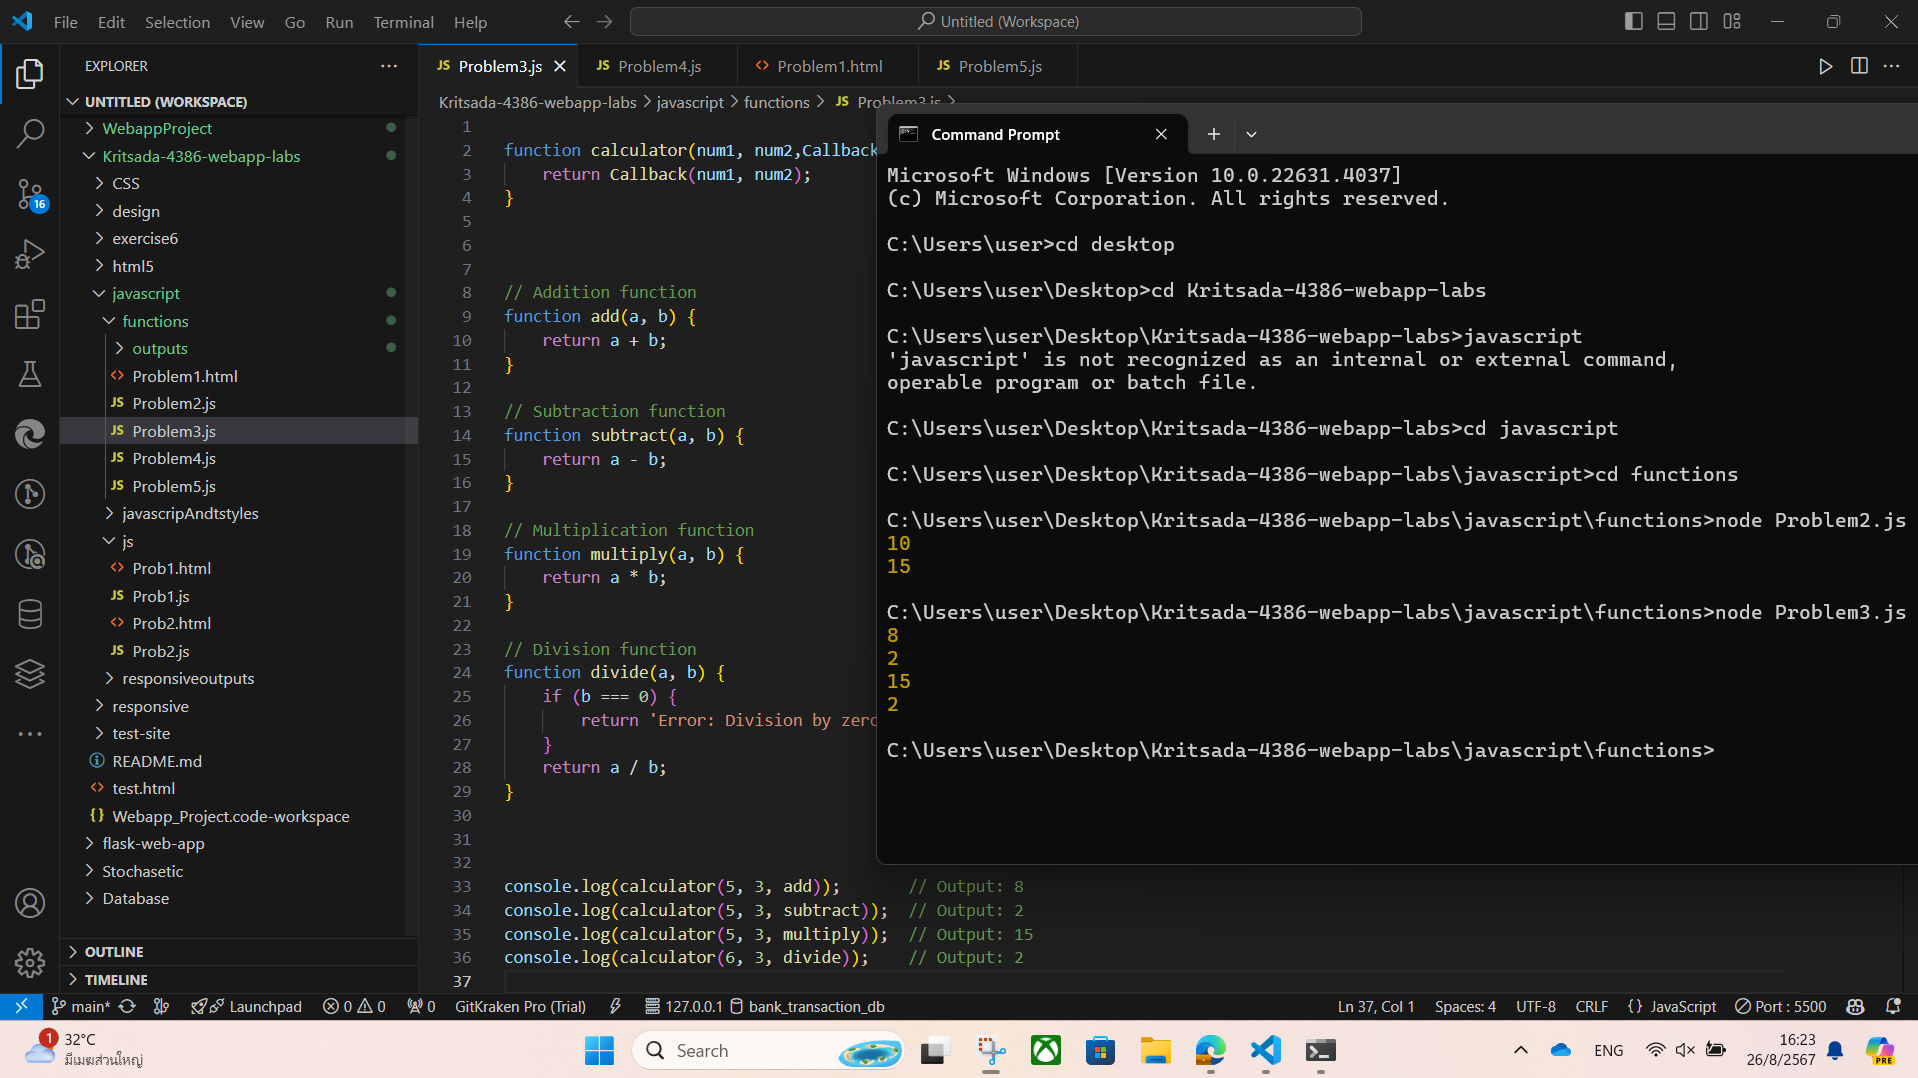 File Edit Selection View Go Run Terminal Help
Untitled (Workspace)
EXPLORER
UNTITLED (WORKSPACE)
WebappProject
Kritsada-4386-webapp-labs
CSS
design
exercise6
html5
javascript
functions
outputs
Problem1.html
Problem2.js
Problem3.js
Problem4.js
Problem5.js
javascripAndtstyles
js
Prob1.html
Prob1.js
Prob2.html
Prob2.js
responsiveoutputs
responsive
test-site
README.md
test.html
Webapp_Project.code-workspace
flask-web-app
Stochasetic
Database
OUTLINE
TIMELINE
16
JS Problem3.js
JS Problem4.js
Problem1.html
JS Problem5.js
Kritsada-4386-webapp-labs > javascript > functions > JS Problem3.js >
1
2 function calculator(num1, num2,Callback
3 return Callback(num1, num2);
4 }
5
6
7
8 // Addition function
9 function add(a, b) {
10 return a + b;
11 }
12
13 // Subtraction function
14 function subtract(a, b) {
15 return a - b;
16 }
17
18 // Multiplication function
19 function multiply(a, b) {
20 return a * b;
21 }
22
23 // Division function
24 function divide(a, b) {
25 if (b === 0) {
26 return 'Error: Division by zero
27 }
28 return a / b;
29 }
30
31
32
33 console.log(calculator(5, 3, add)); // Output: 8
34 console.log(calculator(5, 3, subtract)); // Output: 2
35 console.log(calculator(5, 3, multiply)); // Output: 15
36 console.log(calculator(6, 3, divide)); // Output: 2
37
Command Prompt
Microsoft Windows [Version 10.0.22631.4037]
(c) Microsoft Corporation. All rights reserved.
C:\Users\user>cd desktop
C:\Users\user\Desktop>cd Kritsada-4386-webapp-labs
C:\Users\user\Desktop\Kritsada-4386-webapp-labs>javascript
'javascript' is not recognized as an internal or external command,
operable program or batch file.
C:\Users\user\Desktop\Kritsada-4386-webapp-labs>cd javascript
C:\Users\user\Desktop\Kritsada-4386-webapp-labs\javascript>cd functions
C:\Users\user\Desktop\Kritsada-4386-webapp-labs\javascript\functions>node Problem2.js
10
15
C:\Users\user\Desktop\Kritsada-4386-webapp-labs\javascript\functions>node Problem3.js
8
2
15
2
C:\Users\user\Desktop\Kritsada-4386-webapp-labs\javascript\functions>
main* Launchpad 0 0 0 GitKraken Pro (Trial) 127.0.0.1 bank_transaction_db
Ln 37, Col 1 Spaces: 4 UTF-8 CRLF {} JavaScript Port : 5500
1
32°C
มีเมฆส่วนใหญ่
Search
ENG
16:23
26/8/2567
PRE